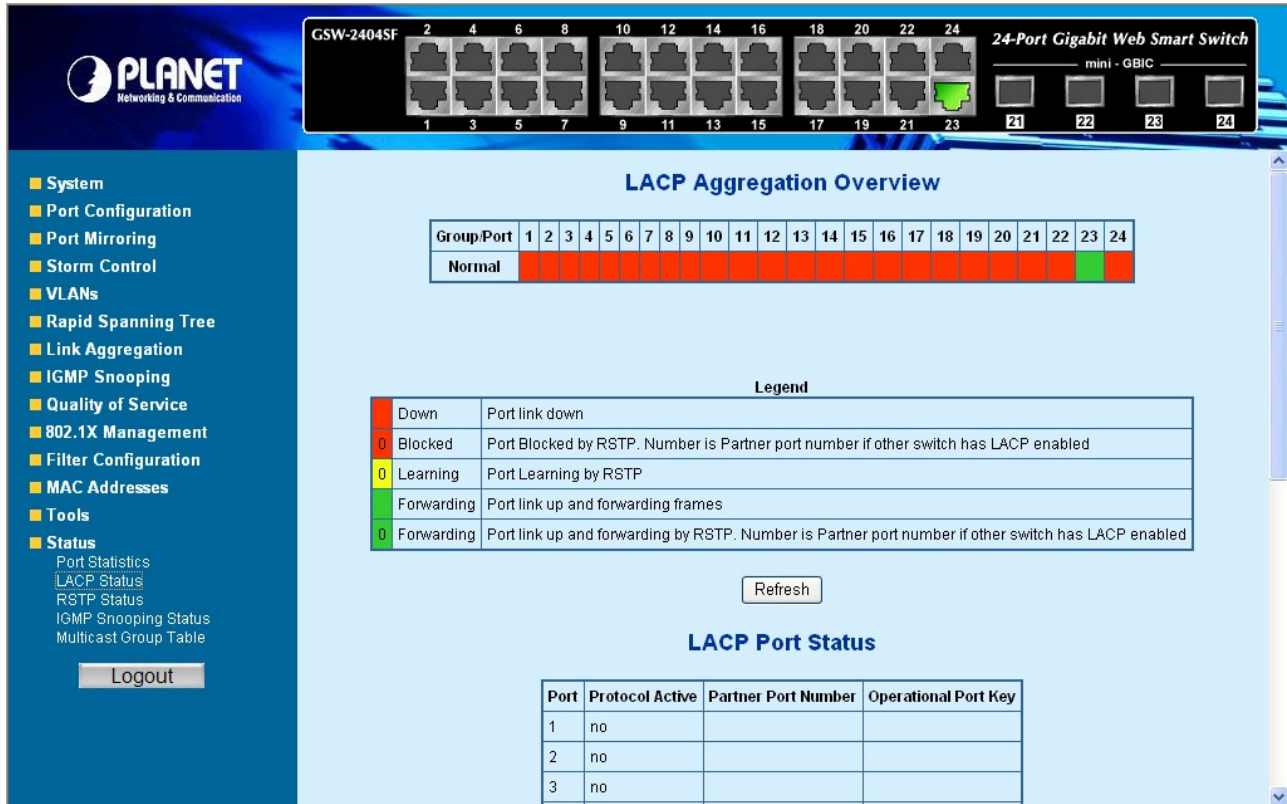 PLANET
Networking & Communication
GSW-2404SF
2 4 6 8 10 12 14 16 18 20 22 24
24-Port Gigabit Web Smart Switch
mini - GBIC
1 3 5 7 9 11 13 15 17 19 21 23
21 22 23 24
System
Port Configuration
Port Mirroring
Storm Control
VLANs
Rapid Spanning Tree
Link Aggregation
IGMP Snooping
Quality of Service
802.1X Management
Filter Configuration
MAC Addresses
Tools
Status
Port Statistics
LACP Status
RSTP Status
IGMP Snooping Status
Multicast Group Table
Logout
LACP Aggregation Overview
Group/Port 1 2 3 4 5 6 7 8 9 10 11 12 13 14 15 16 17 18 19 20 21 22 23 24
Normal
Legend
Down Port link down
0 Blocked Port Blocked by RSTP. Number is Partner port number if other switch has LACP enabled
0 Learning Port Learning by RSTP
Forwarding Port link up and forwarding frames
0 Forwarding Port link up and forwarding by RSTP. Number is Partner port number if other switch has LACP enabled
Refresh
LACP Port Status
Port Protocol Active Partner Port Number Operational Port Key
1 no
2 no
3 no